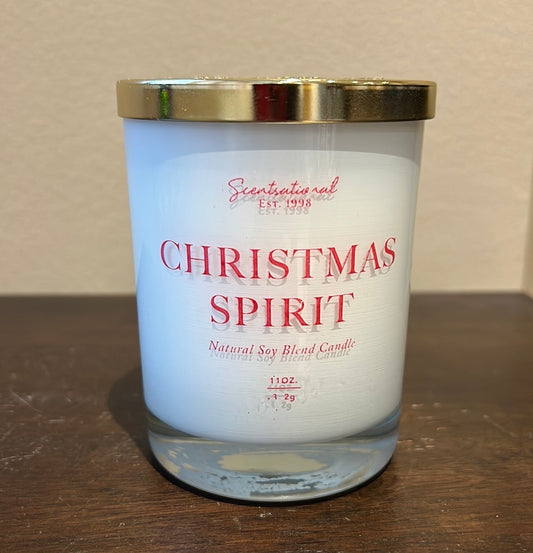 Scentsational
EST. 1998
CHRISTMAS
SPIRIT
Natural Soy Blend Candle
11OZ.